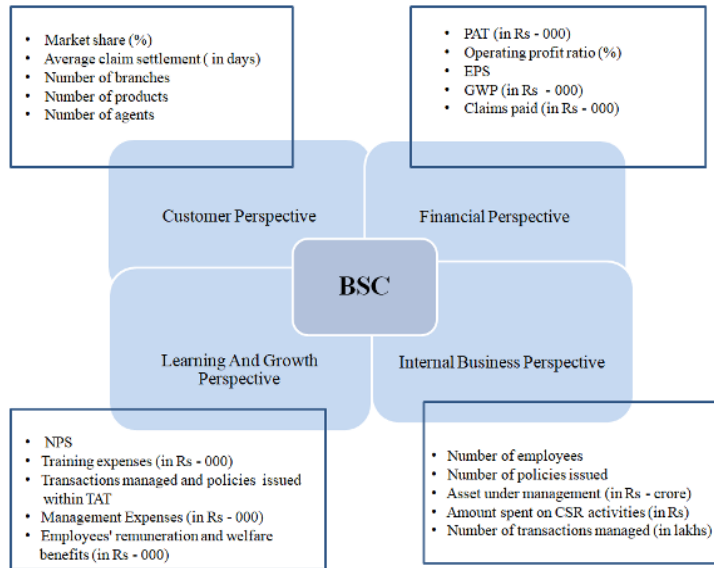 • Market share (%)
• Average claim settlement ( in days)
• Number of branches
• Number of products
• Number of agents
• PAT (in Rs - 000)
• Operating profit ratio (%)
• EPS
• GWP (in Rs - 000)
• Claims paid (in Rs - 000)
Customer Perspective
Financial Perspective
BSC
Learning And Growth
Perspective
Internal Business Perspective
• NPS
• Training expenses (in Rs - 000)
• Transactions managed and policies issued
within TAT
• Management Expenses (in Rs - 000)
• Employees' remuneration and welfare
benefits (in Rs - 000)
• Number of employees
• Number of policies issued
• Asset under management (in Rs - crore)
• Amount spent on CSR activities (in Rs)
• Number of transactions managed (in lakhs)